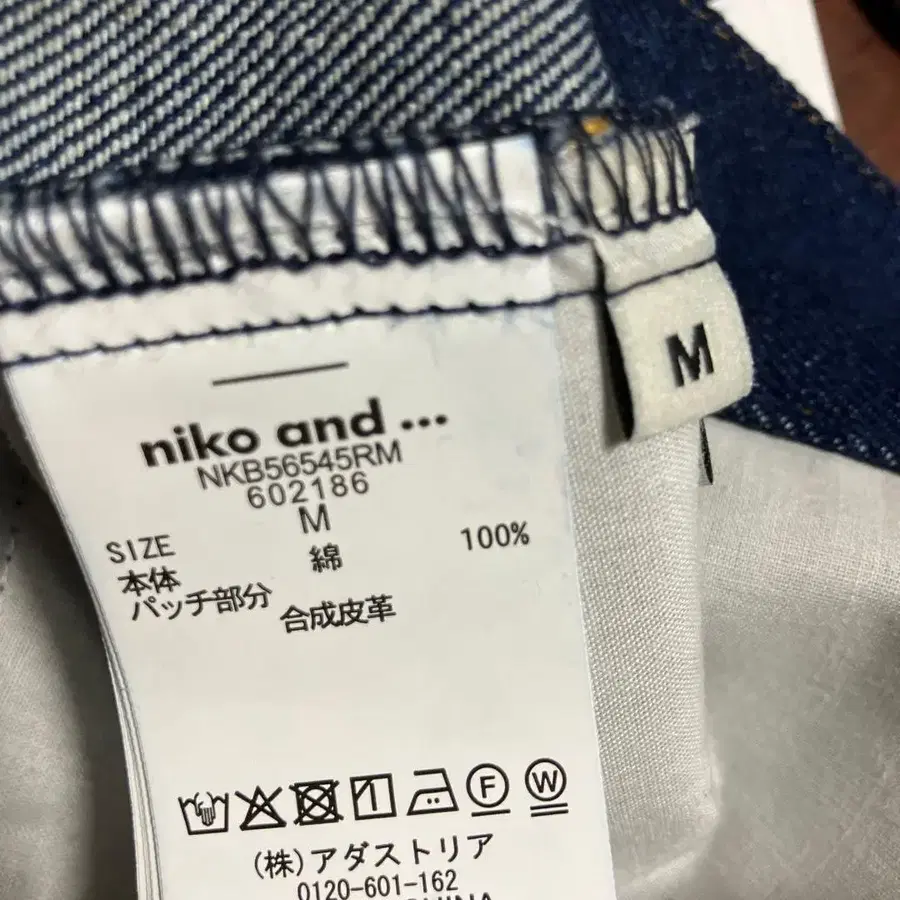 M
niko and ...
NKB56545RM
602186
SIZE M
本体 綿 100%
パッチ部分 合成皮革
F W
(株)アダストリア
0120-601-162
CHINA